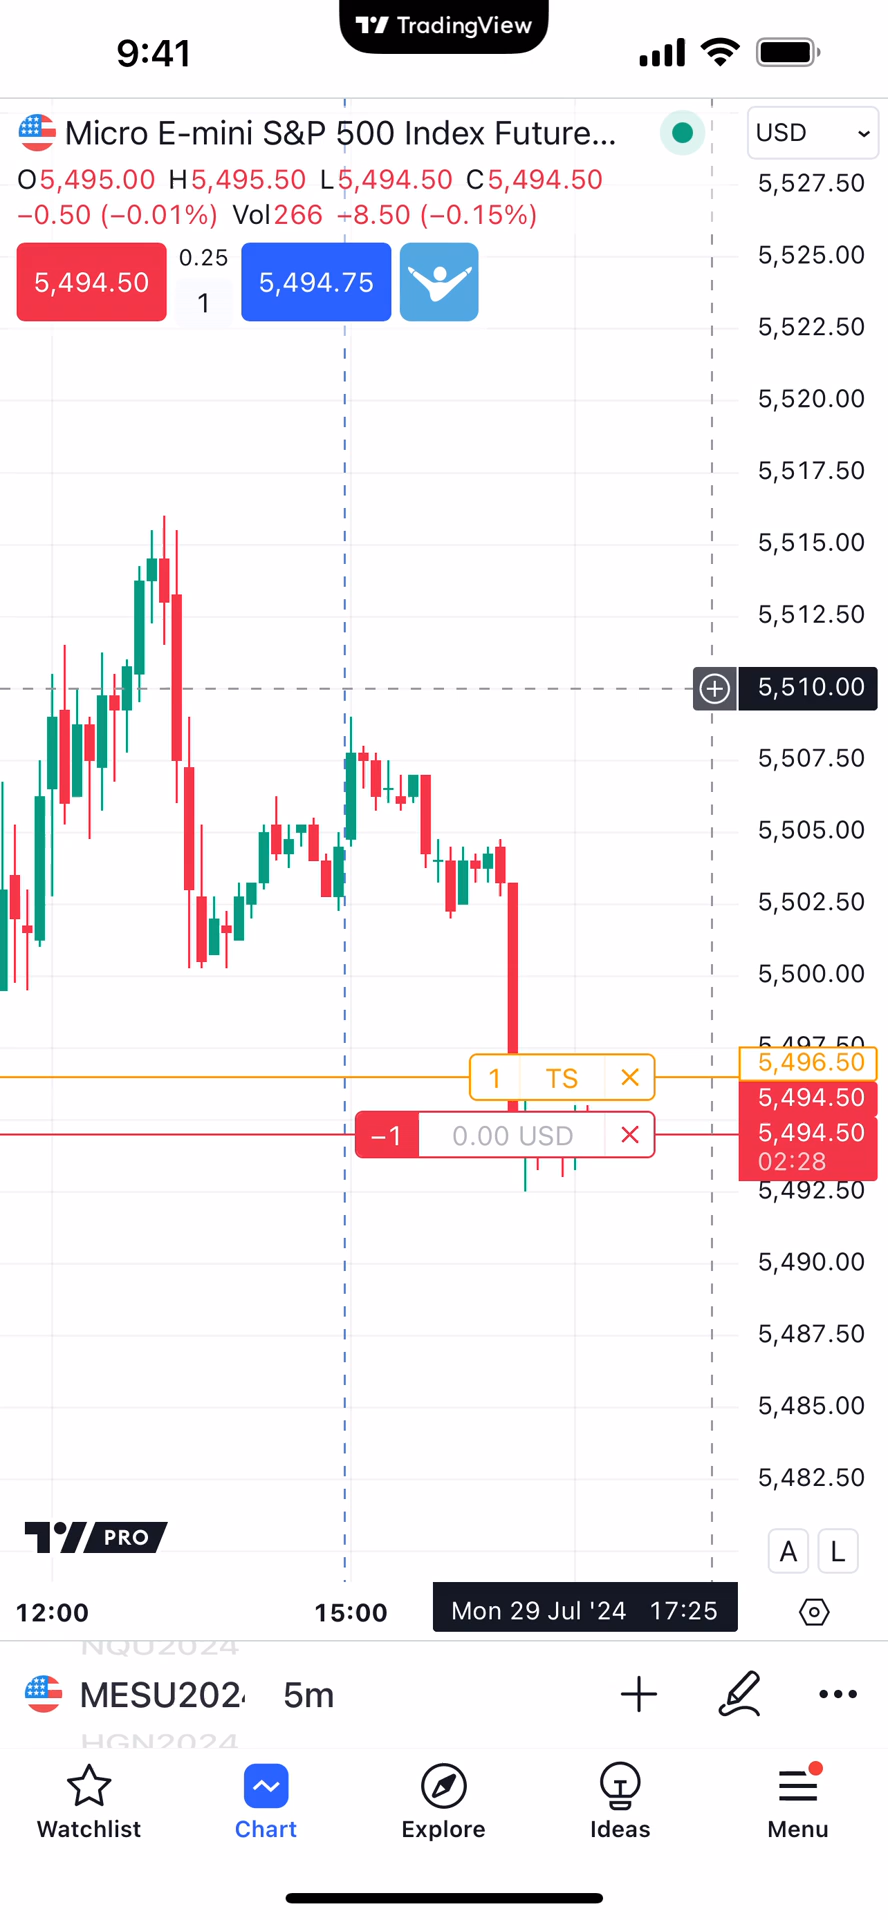 TradingView
9:41
Micro E-mini S&P 500 Index Future...
USD
O5,495.00 H5,495.50 L5,494.50 C5,494.50
−0.50 (−0.01%) Vol266 −8.50 (−0.15%)
5,494.50
0.25
1
5,494.75
5,527.50
5,525.00
5,522.50
5,520.00
5,517.50
5,515.00
5,512.50
5,510.00
5,507.50
5,505.00
5,502.50
5,500.00
5,497.50
1 TS
5,496.50
5,494.50
−1 0.00 USD
5,494.50
02:28
5,492.50
5,490.00
5,487.50
5,485.00
5,482.50
PRO
A L
12:00 15:00 Mon 29 Jul '24 17:25
NQU2024
MESU202 5m
HGN2024
Watchlist Chart Explore Ideas Menu